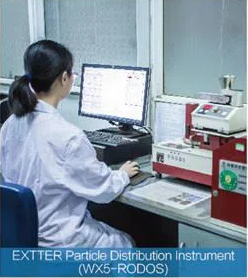 EXTTER Particle Distribution Instrument
(WX5-RODOS)